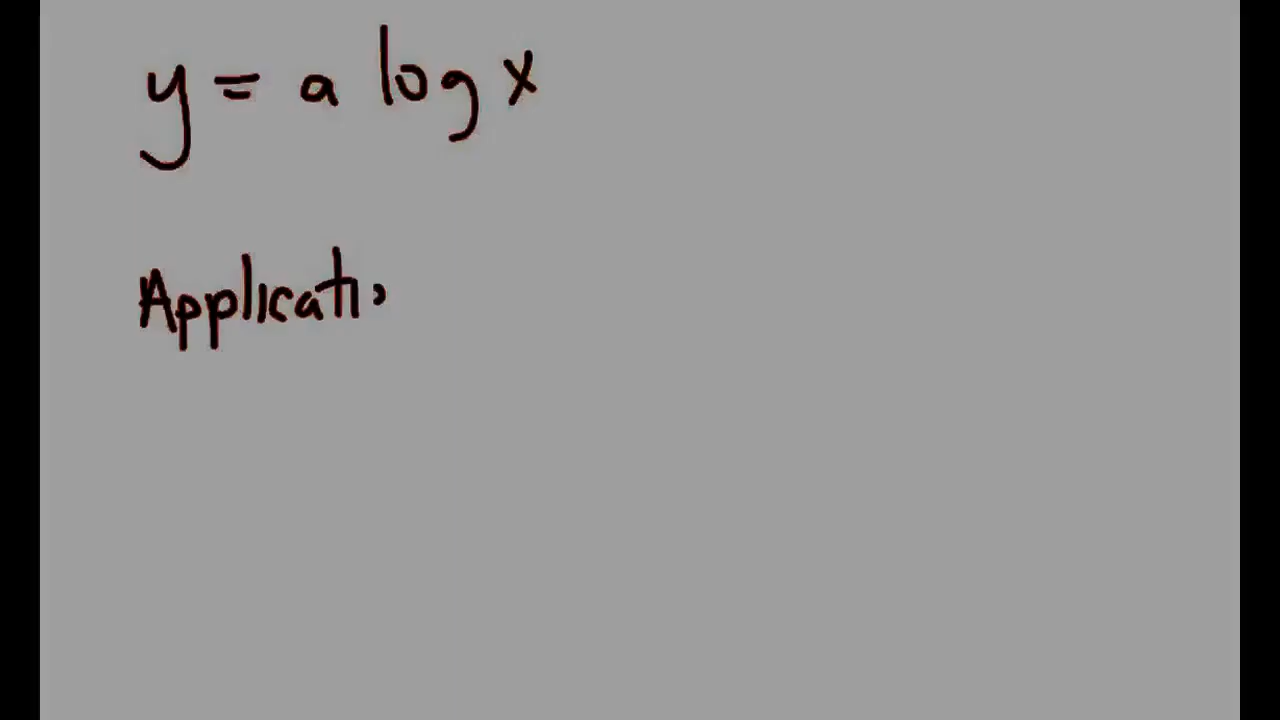 y = a log x
Applicati